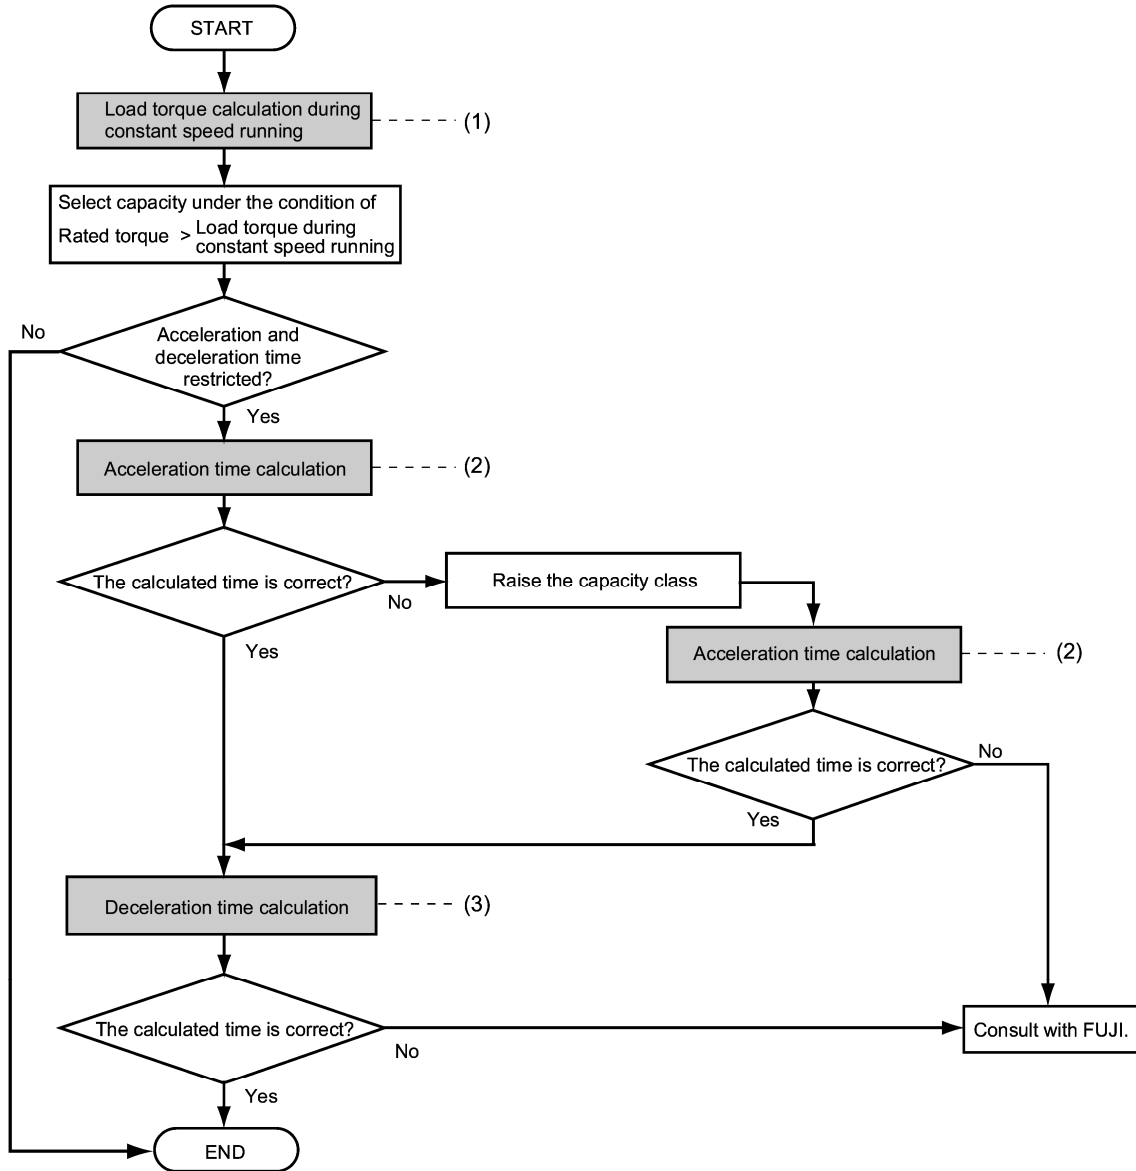 START
Load torque calculation during
constant speed running
(1)
Select capacity under the condition of
Rated torque > Load torque during
constant speed running
No
Acceleration and
deceleration time
restricted?
Yes
Acceleration time calculation
(2)
The calculated time is correct?
No
Raise the capacity class
Yes
Acceleration time calculation
(2)
The calculated time is correct?
No
Yes
Deceleration time calculation
(3)
The calculated time is correct?
No
Consult with FUJI.
Yes
END